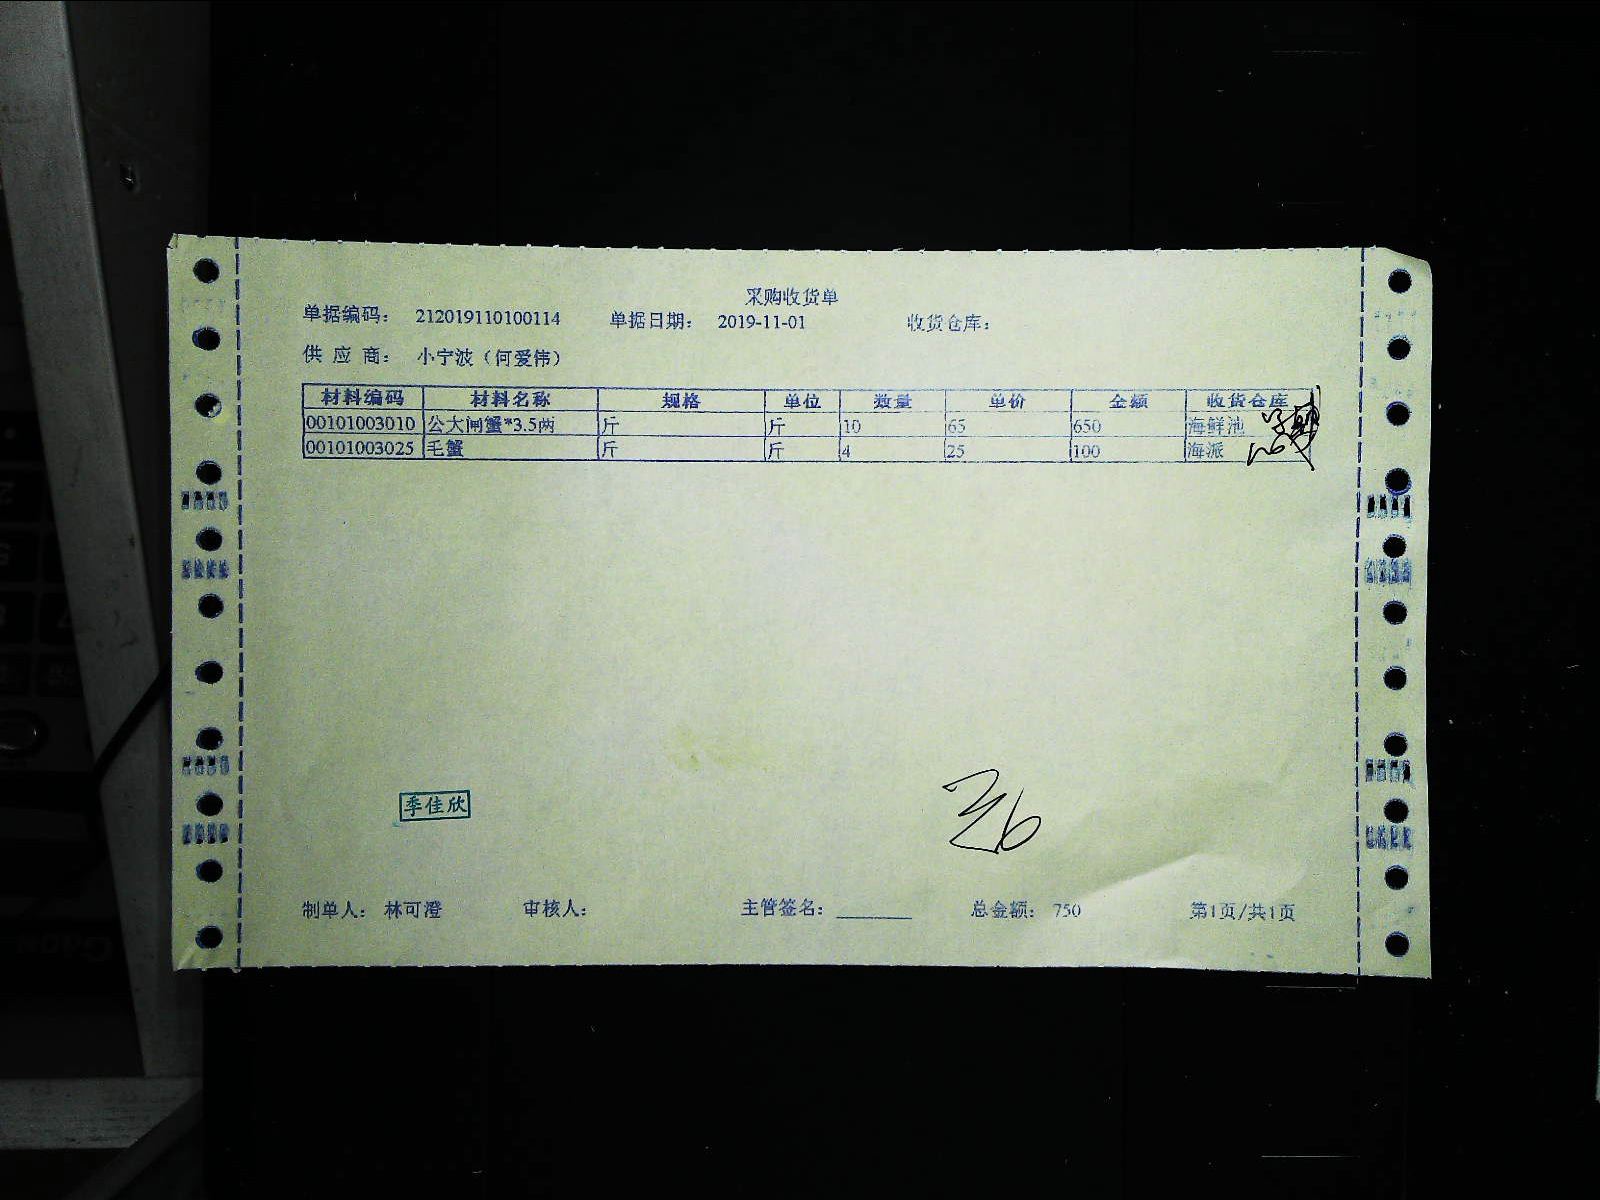 采购收货单
单据编码: 212019110100114 单据日期: 2019-11-01 收货仓库:
供 应 商: 小宁波（何爱伟）
材料编码 材料名称 规格 单位 数量 单价 金额 收货仓库
00101003010 公大闸蟹*3.5两 斤 斤 10 65 650 海鲜池
00101003025 毛蟹 斤 斤 4 25 100 海派
季佳欣
制单人: 林可澄 审核人: 主管签名: 总金额: 750 第1页/共1页